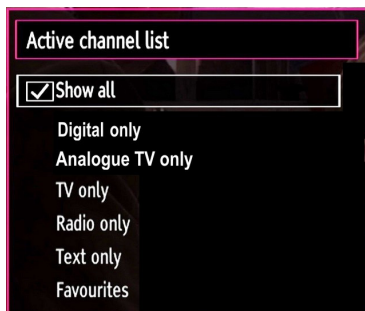 Active channel list
Show all
Digital only
Analogue TV only
TV only
Radio only
Text only
Favourites